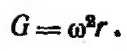 G = ω²r.